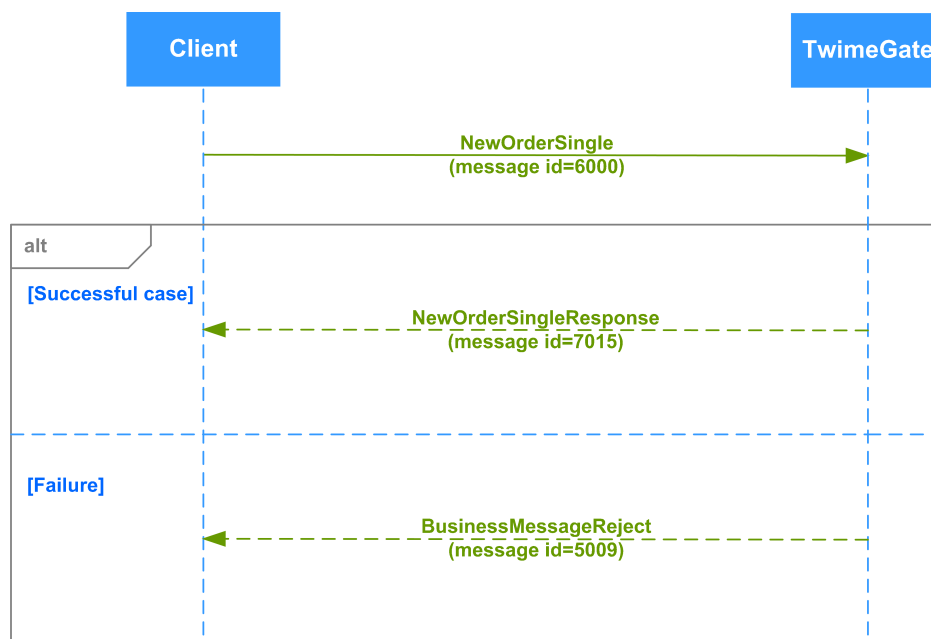 Client
TwimeGate
NewOrderSingle
(message id=6000)
alt
[Successful case]
NewOrderSingleResponse
(message id=7015)
[Failure]
BusinessMessageReject
(message id=5009)